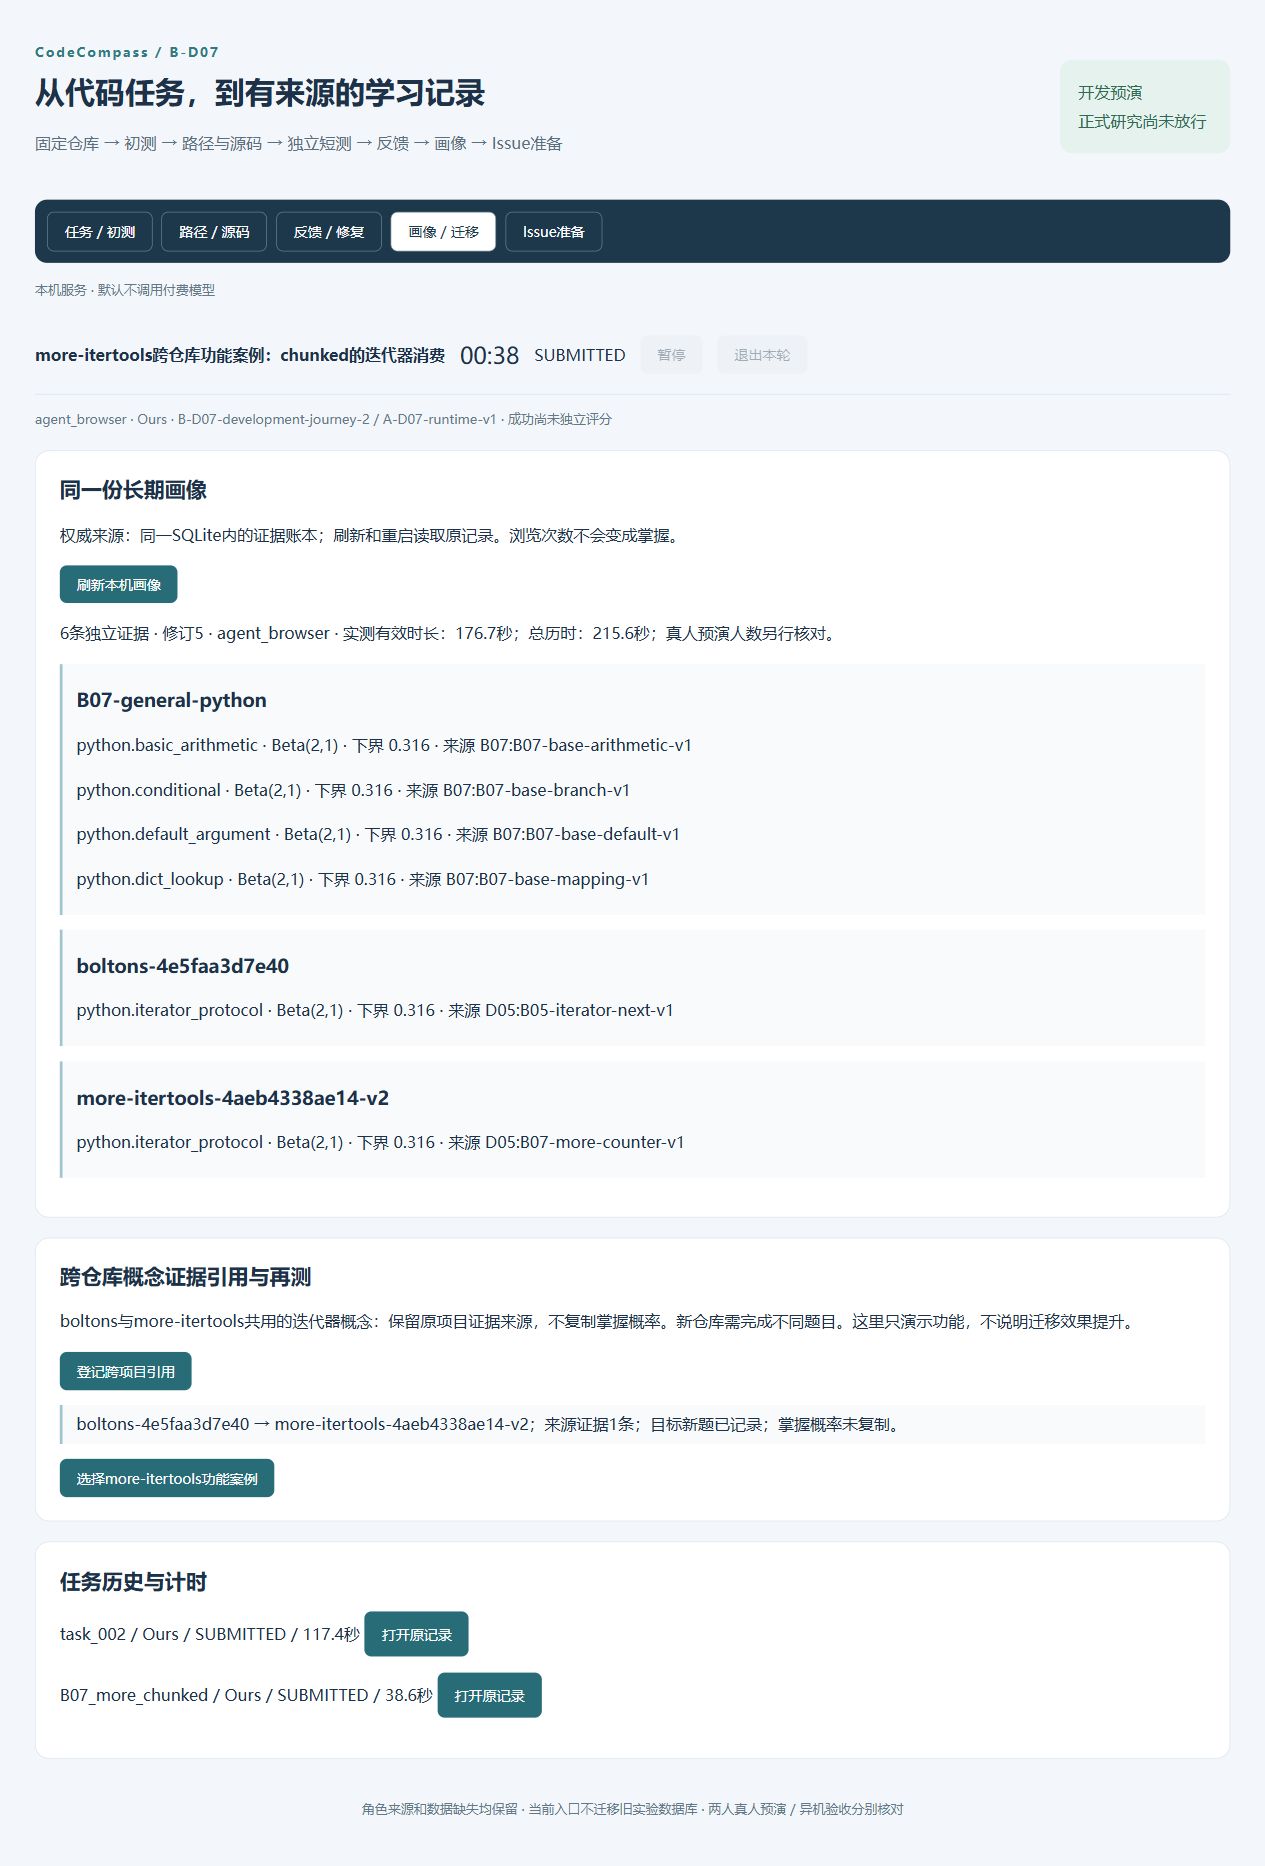 CodeCompass / B-D07
从代码任务，到有来源的学习记录
固定仓库 → 初测 → 路径与源码 → 独立短测 → 反馈 → 画像 → Issue准备
开发预演
正式研究尚未放行
任务 / 初测
路径 / 源码
反馈 / 修复
画像 / 迁移
Issue准备
本机服务 · 默认不调用付费模型
more-itertools跨仓库功能案例：chunked的迭代器消费 00:38 SUBMITTED 暂停 退出本轮
agent_browser · Ours · B-D07-development-journey-2 / A-D07-runtime-v1 · 成功尚未独立评分
同一份长期画像
权威来源：同一SQLite内的证据账本；刷新和重启读取原记录。浏览次数不会变成掌握。
刷新本机画像
6条独立证据 · 修订5 · agent_browser · 实测有效时长：176.7秒；总历时：215.6秒；真人预演人数另行核对。
B07-general-python
python.basic_arithmetic · Beta(2,1) · 下界 0.316 · 来源 B07:B07-base-arithmetic-v1
python.conditional · Beta(2,1) · 下界 0.316 · 来源 B07:B07-base-branch-v1
python.default_argument · Beta(2,1) · 下界 0.316 · 来源 B07:B07-base-default-v1
python.dict_lookup · Beta(2,1) · 下界 0.316 · 来源 B07:B07-base-mapping-v1
boltons-4e5faa3d7e40
python.iterator_protocol · Beta(2,1) · 下界 0.316 · 来源 D05:B05-iterator-next-v1
more-itertools-4aeb4338ae14-v2
python.iterator_protocol · Beta(2,1) · 下界 0.316 · 来源 D05:B07-more-counter-v1
跨仓库概念证据引用与再测
boltons与more-itertools共用的迭代器概念：保留原项目证据来源，不复制掌握概率。新仓库需完成不同题目。这里只演示功能，不说明迁移效果提升。
登记跨项目引用
boltons-4e5faa3d7e40 → more-itertools-4aeb4338ae14-v2；来源证据1条；目标新题已记录；掌握概率未复制。
选择more-itertools功能案例
任务历史与计时
task_002 / Ours / SUBMITTED / 117.4秒 打开原记录
B07_more_chunked / Ours / SUBMITTED / 38.6秒 打开原记录
角色来源和数据缺失均保留 · 当前入口不迁移旧实验数据库 · 两人真人预演 / 异机验收分别核对